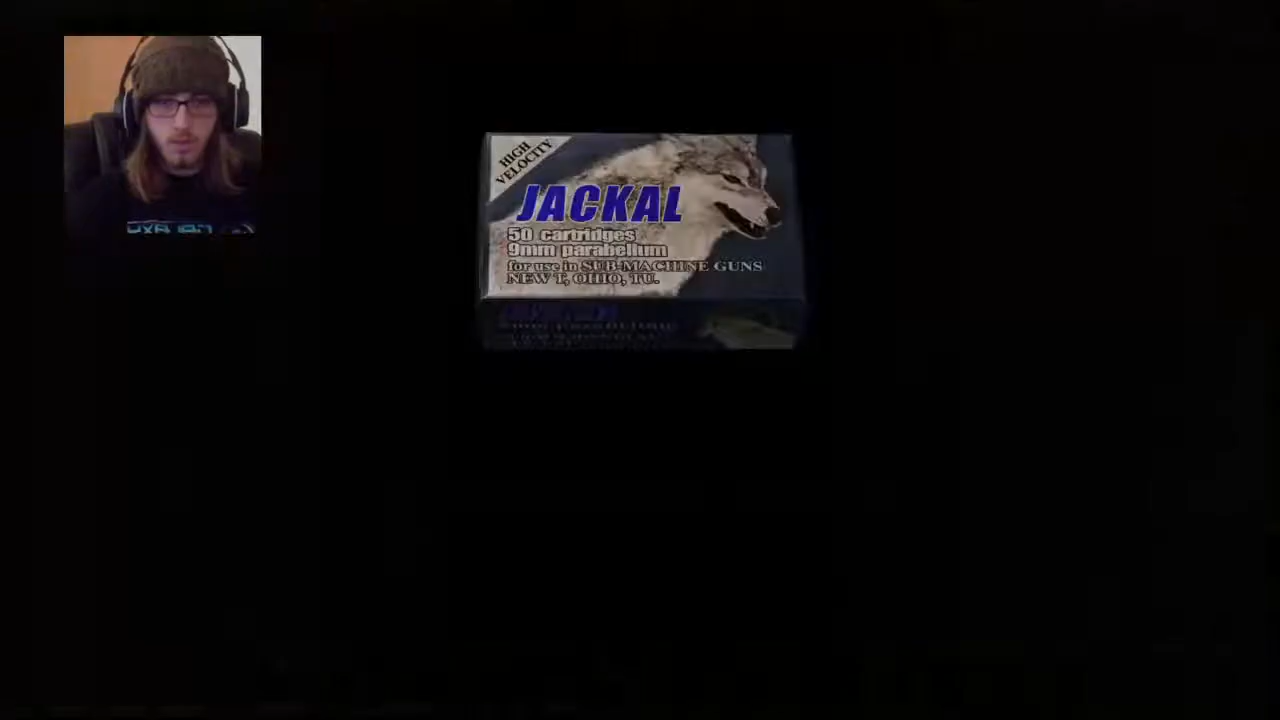 HIGH
VELOCITY
JACKAL
50 cartridges
9mm parabellum
for use in SUB-MACHINE GUNS
NEW T, OHIO, TU.